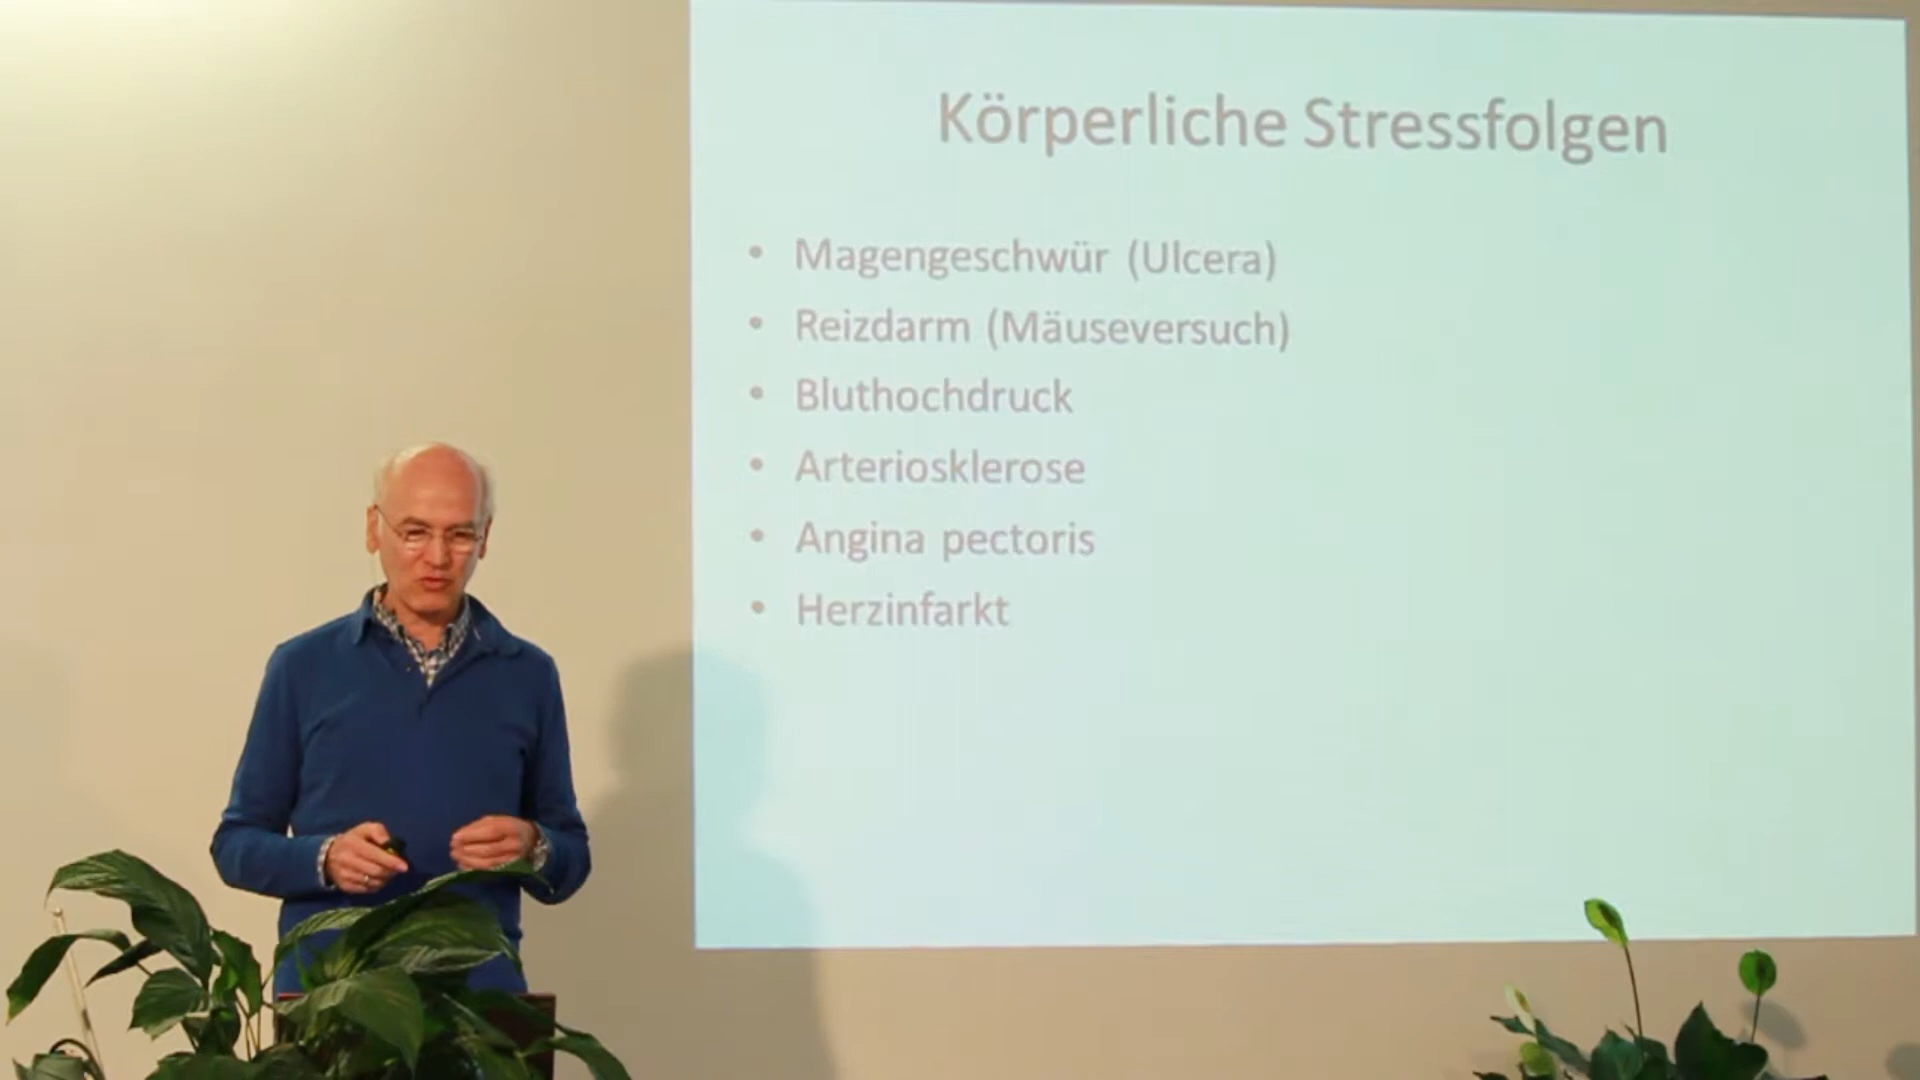 Körperliche Stressfolgen
• Magengeschwür (Ulcera)
• Reizdarm (Mäuseversuch)
• Bluthochdruck
• Arteriosklerose
• Angina pectoris
• Herzinfarkt